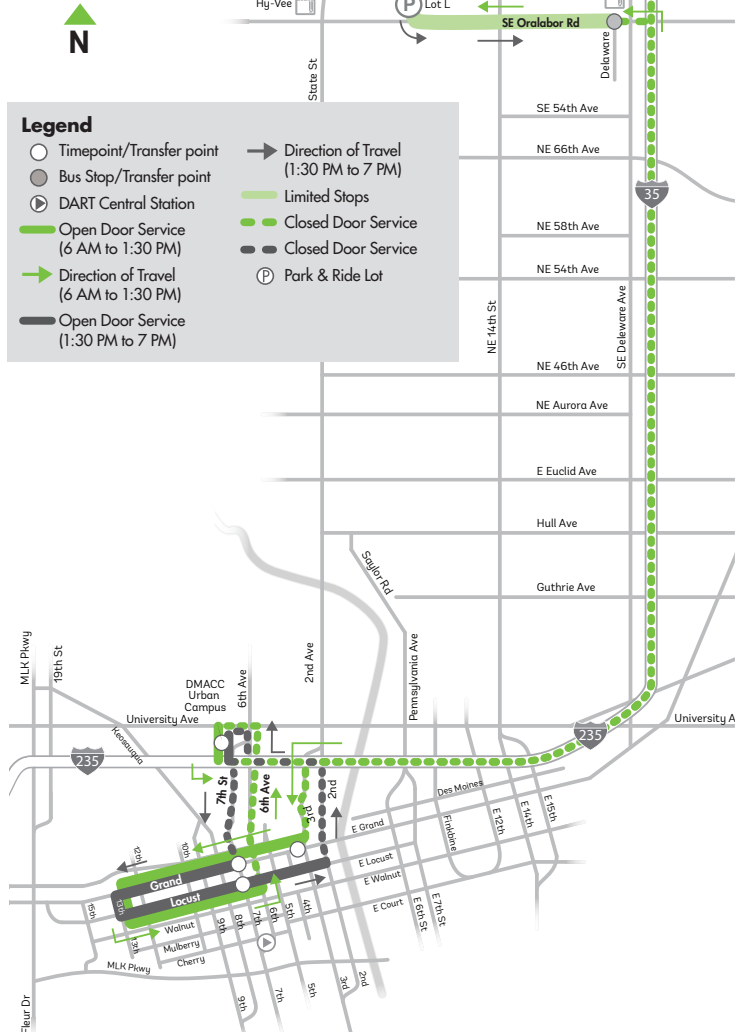 Hy-Vee
P
Lot L
SE Oralabor Rd
N
State St
Delaware
Legend
Timepoint/Transfer point
Bus Stop/Transfer point
DART Central Station
Open Door Service
(6 AM to 1:30 PM)
Direction of Travel
(6 AM to 1:30 PM)
Open Door Service
(1:30 PM to 7 PM)
Direction of Travel
(1:30 PM to 7 PM)
Limited Stops
Closed Door Service
Closed Door Service
P
Park & Ride Lot
SE 54th Ave
NE 66th Ave
35
NE 58th Ave
NE 54th Ave
NE 14th St
SE Deleware Ave
NE 46th Ave
NE Aurora Ave
E Euclid Ave
Hull Ave
Saylor Rd
Guthrie Ave
MLK Pkwy
19th St
DMACC
Urban
Campus
6th Ave
2nd Ave
Pennsylvania Ave
University Ave
University A
Keosauqua
235
235
7th St
6th Ave
3rd
2nd
Des Moines
E Grand
Finkbine
E 12th
E 14th
E 15th
E Locust
E Walnut
E Court
E 6th St
E 7th St
12th
10th
Grand
Locust
13th
15th
13th
Walnut
Mulberry
Cherry
9th
8th
7th
6th
5th
4th
MLK Pkwy
9th
7th
5th
3rd
2nd
Fleur Dr